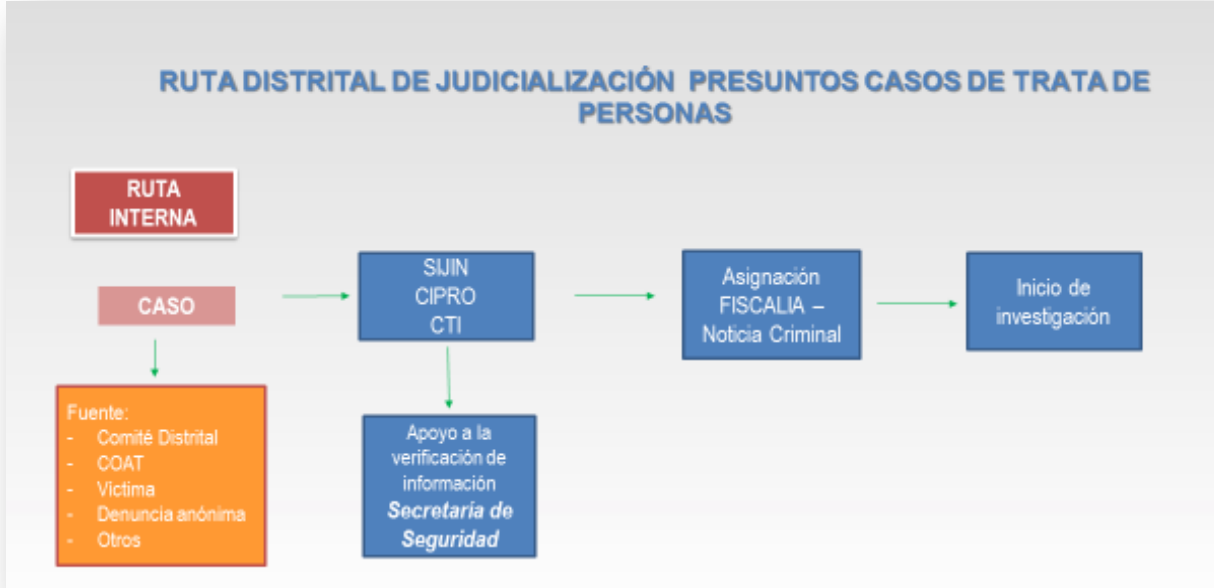 RUTA DISTRITAL DE JUDICIALIZACIÓN PRESUNTOS CASOS DE TRATA DE
PERSONAS
RUTA
INTERNA
CASO
Fuente:
- Comité Distrital
- COAT
- Victima
- Denuncia anónima
- Otros
SIJIN
CIPRO
CTI
Apoyo a la
verificación de
información
Secretaria de
Seguridad
Asignación
FISCALIA –
Noticia Criminal
Inicio de
investigación